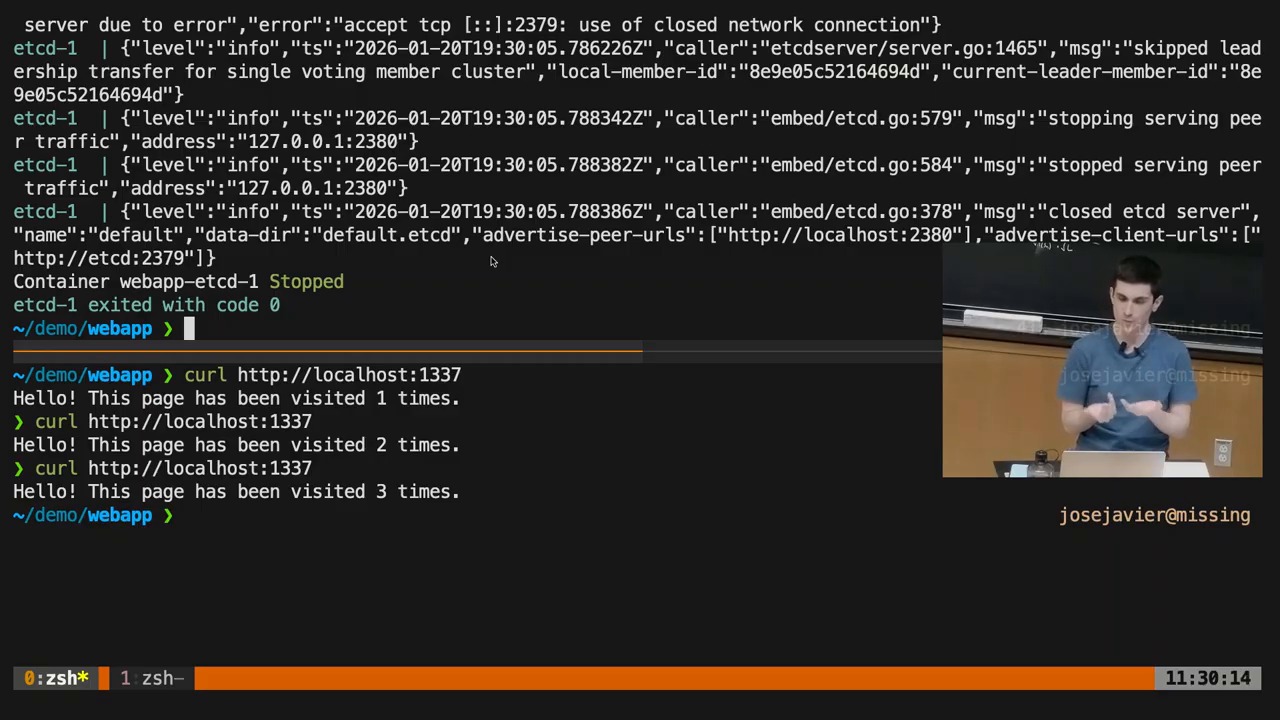 server due to error","error":"accept tcp [::]:2379: use of closed network connection"}
etcd-1  | {"level":"info","ts":"2026-01-20T19:30:05.786226Z","caller":"etcdserver/server.go:1465","msg":"skipped lead
ership transfer for single voting member cluster","local-member-id":"8e9e05c52164694d","current-leader-member-id":"8e
9e05c52164694d"}
etcd-1  | {"level":"info","ts":"2026-01-20T19:30:05.788342Z","caller":"embed/etcd.go:579","msg":"stopping serving pee
r traffic","address":"127.0.0.1:2380"}
etcd-1  | {"level":"info","ts":"2026-01-20T19:30:05.788382Z","caller":"embed/etcd.go:584","msg":"stopped serving peer
traffic","address":"127.0.0.1:2380"}
etcd-1  | {"level":"info","ts":"2026-01-20T19:30:05.788386Z","caller":"embed/etcd.go:378","msg":"closed etcd server",
"name":"default","data-dir":"default.etcd","advertise-peer-urls":["http://localhost:2380"],"advertise-client-urls":["
http://etcd:2379"]}
Container webapp-etcd-1 Stopped
etcd-1 exited with code 0
~/demo/webapp ❯
~/demo/webapp ❯ curl http://localhost:1337
Hello! This page has been visited 1 times.
❯ curl http://localhost:1337
Hello! This page has been visited 2 times.
❯ curl http://localhost:1337
Hello! This page has been visited 3 times.
~/demo/webapp ❯
josejavier@missing
josejavier@missing
josejavier@missing
0:zsh* 1:zsh- 11:30:14